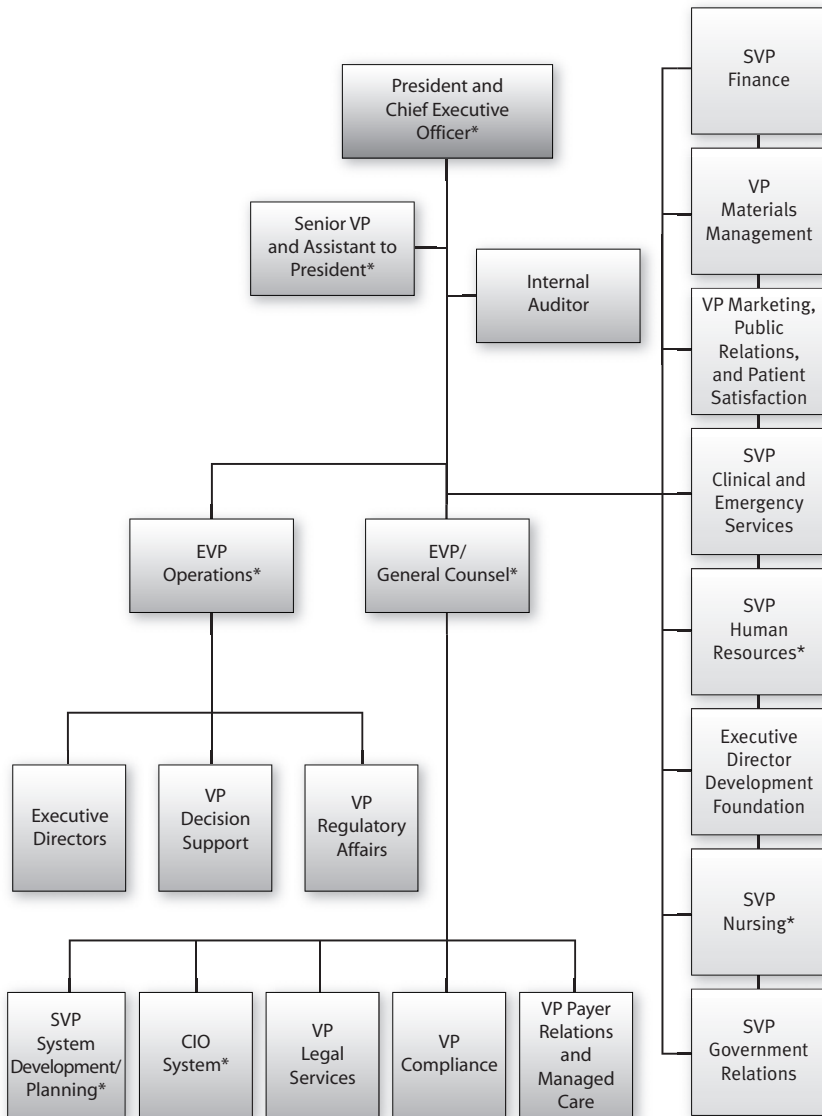 President and
Chief Executive
Officer*
Senior VP
and Assistant to
President*
Internal
Auditor
EVP
Operations*
EVP/
General Counsel*
Executive
Directors
VP
Decision
Support
VP
Regulatory
Affairs
SVP
System
Development/
Planning*
CIO
System*
VP
Legal
Services
VP
Compliance
VP Payer
Relations
and
Managed
Care
SVP
Finance
VP
Materials
Management
VP Marketing,
Public
Relations,
and Patient
Satisfaction
SVP
Clinical and
Emergency
Services
SVP
Human
Resources*
Executive
Director
Development
Foundation
SVP
Nursing*
SVP
Government
Relations